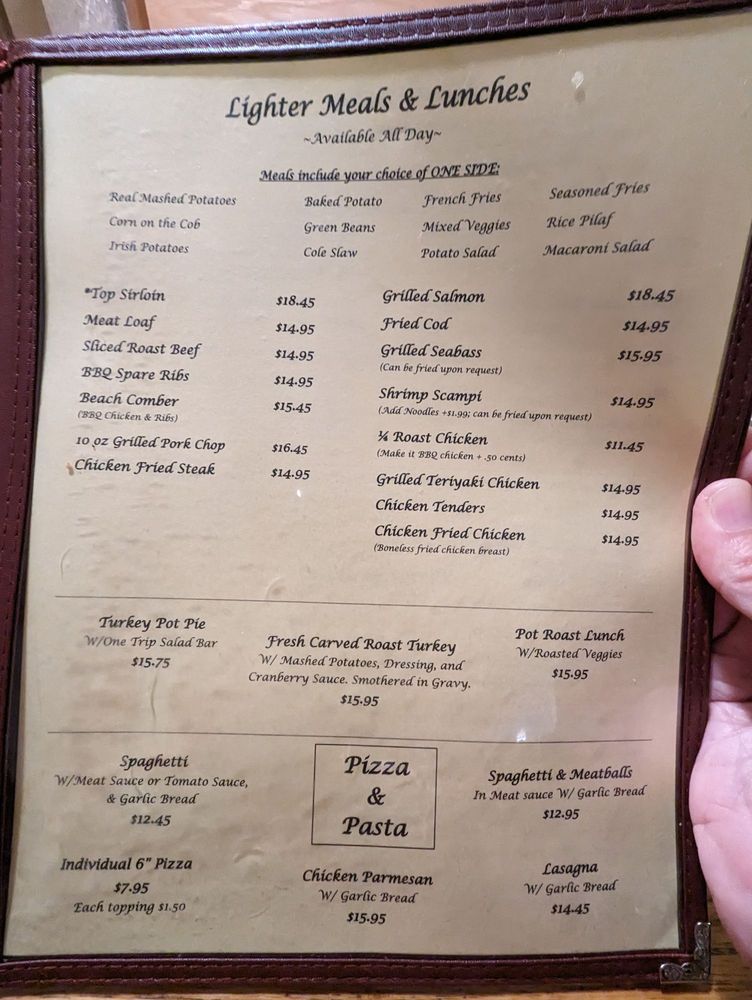 Lighter Meals & Lunches
~Available All Day~
Meals include your choice of ONE SIDE:
Real Mashed Potatoes Baked Potato French Fries Seasoned Fries
Corn on the Cob Green Beans Mixed Veggies Rice Pilaf
Irish Potatoes Cole Slaw Potato Salad Macaroni Salad
*Top Sirloin $18.45
Meat Loaf $14.95
Sliced Roast Beef $14.95
BBQ Spare Ribs $14.95
Beach Comber $15.45
(BBQ Chicken & Ribs)
10 oz Grilled Pork Chop $16.45
Chicken Fried Steak $14.95
Grilled Salmon $18.45
Fried Cod $14.95
Grilled Seabass $15.95
(Can be fried upon request)
Shrimp Scampi $14.95
(Add Noodles +$1.99; can be fried upon request)
¼ Roast Chicken $11.45
(Make it BBQ chicken + .50 cents)
Grilled Teriyaki Chicken $14.95
Chicken Tenders $14.95
Chicken Fried Chicken $14.95
(Boneless fried chicken breast)
Turkey Pot Pie
W/One Trip Salad Bar
$15.75
Fresh Carved Roast Turkey
W/ Mashed Potatoes, Dressing, and
Cranberry Sauce. Smothered in Gravy.
$15.95
Pot Roast Lunch
W/Roasted Veggies
$15.95
Spaghetti
W/Meat Sauce or Tomato Sauce,
& Garlic Bread
$12.45
Pizza
&
Pasta
Spaghetti & Meatballs
In Meat sauce W/ Garlic Bread
$12.95
Individual 6" Pizza
$7.95
Each topping $1.50
Chicken Parmesan
W/ Garlic Bread
$15.95
Lasagna
W/ Garlic Bread
$14.45